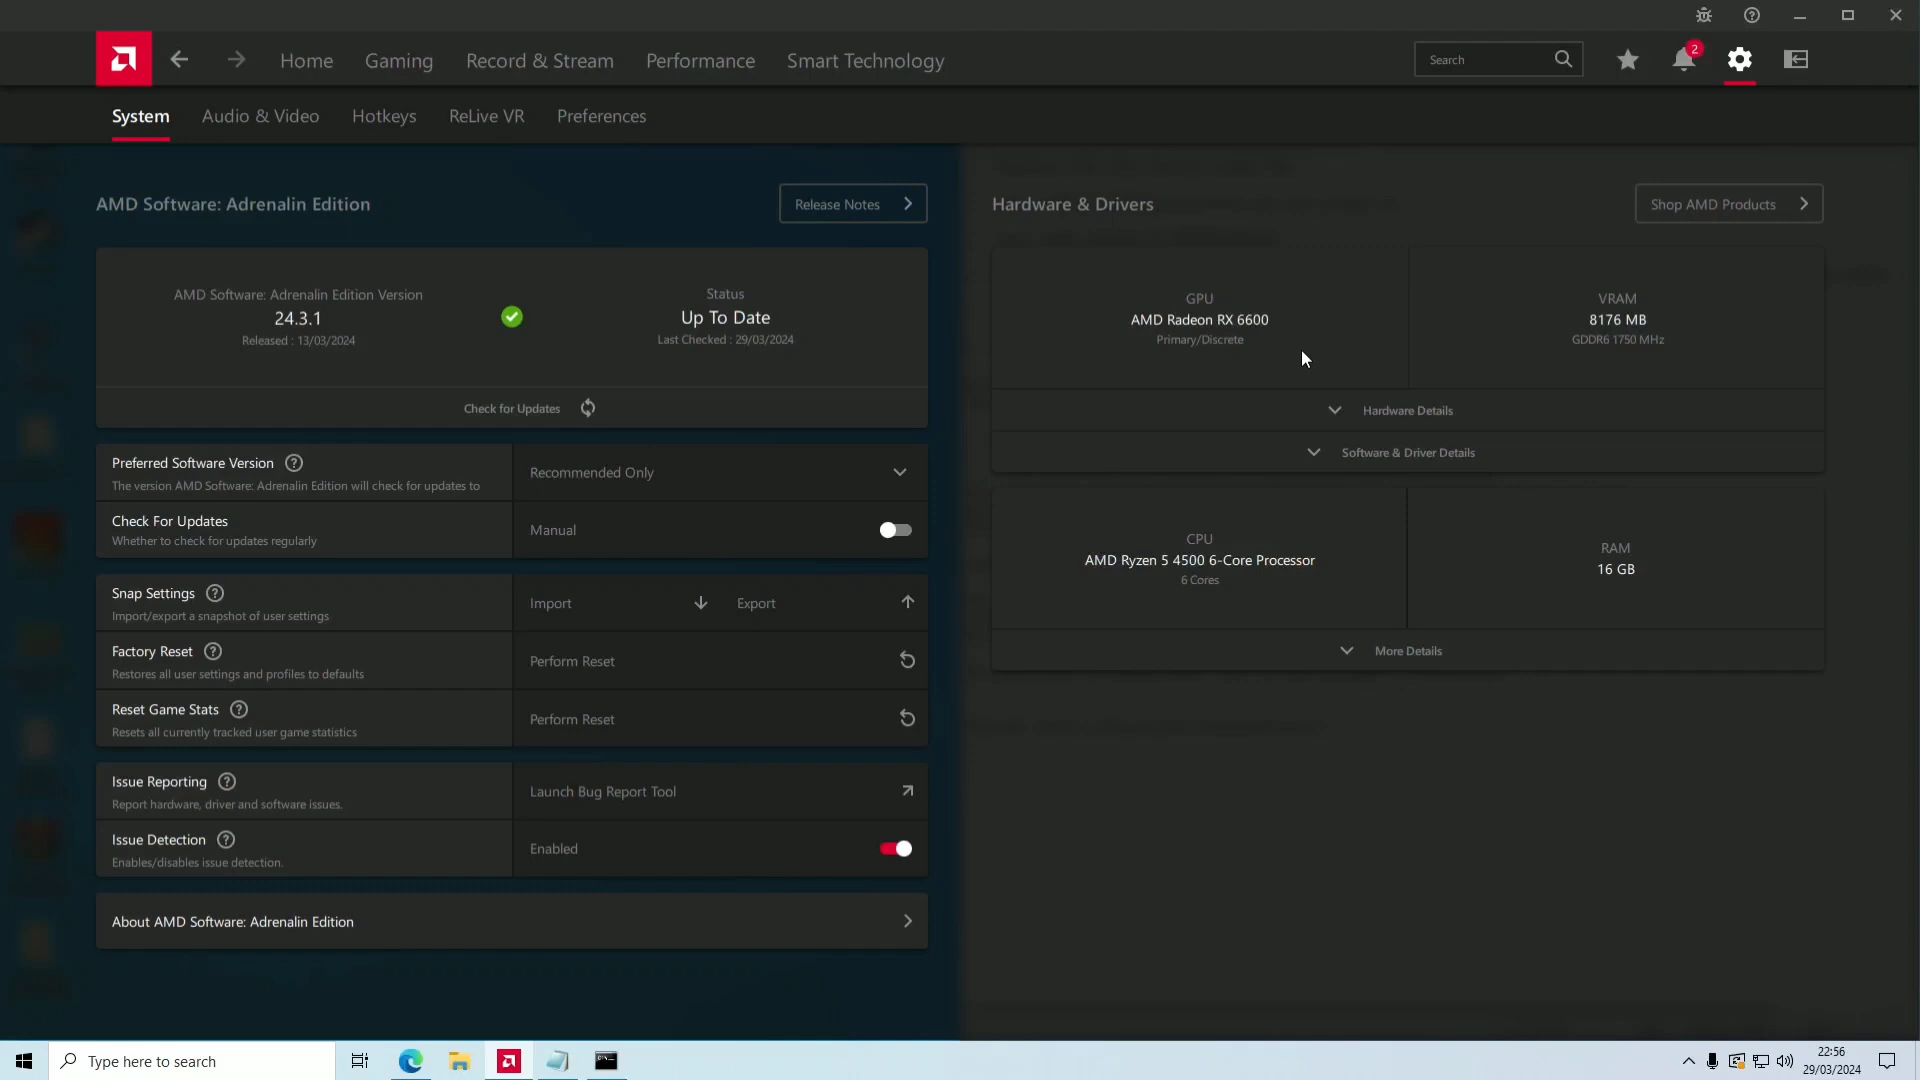 2
Home
Gaming
Record & Stream
Performance
Smart Technology
Search
System
Audio & Video
Hotkeys
ReLive VR
Preferences
AMD Software: Adrenalin Edition
Release Notes
AMD Software: Adrenalin Edition Version
24.3.1
Released : 13/03/2024
Status
Up To Date
Last Checked : 29/03/2024
Check for Updates
Preferred Software Version
The version AMD Software: Adrenalin Edition will check for updates to
Recommended Only
Check For Updates
Whether to check for updates regularly
Manual
Snap Settings
Import/export a snapshot of user settings
Import
Export
Factory Reset
Restores all user settings and profiles to defaults
Perform Reset
Reset Game Stats
Resets all currently tracked user game statistics
Perform Reset
Issue Reporting
Report hardware, driver and software issues.
Launch Bug Report Tool
Issue Detection
Enables/disables issue detection.
Enabled
About AMD Software: Adrenalin Edition
Hardware & Drivers
Shop AMD Products
GPU
AMD Radeon RX 6600
Primary/Discrete
VRAM
8176 MB
GDDR6 1750 MHz
Hardware Details
Software & Driver Details
CPU
AMD Ryzen 5 4500 6-Core Processor
6 Cores
RAM
16 GB
More Details
Type here to search
22:56
29/03/2024